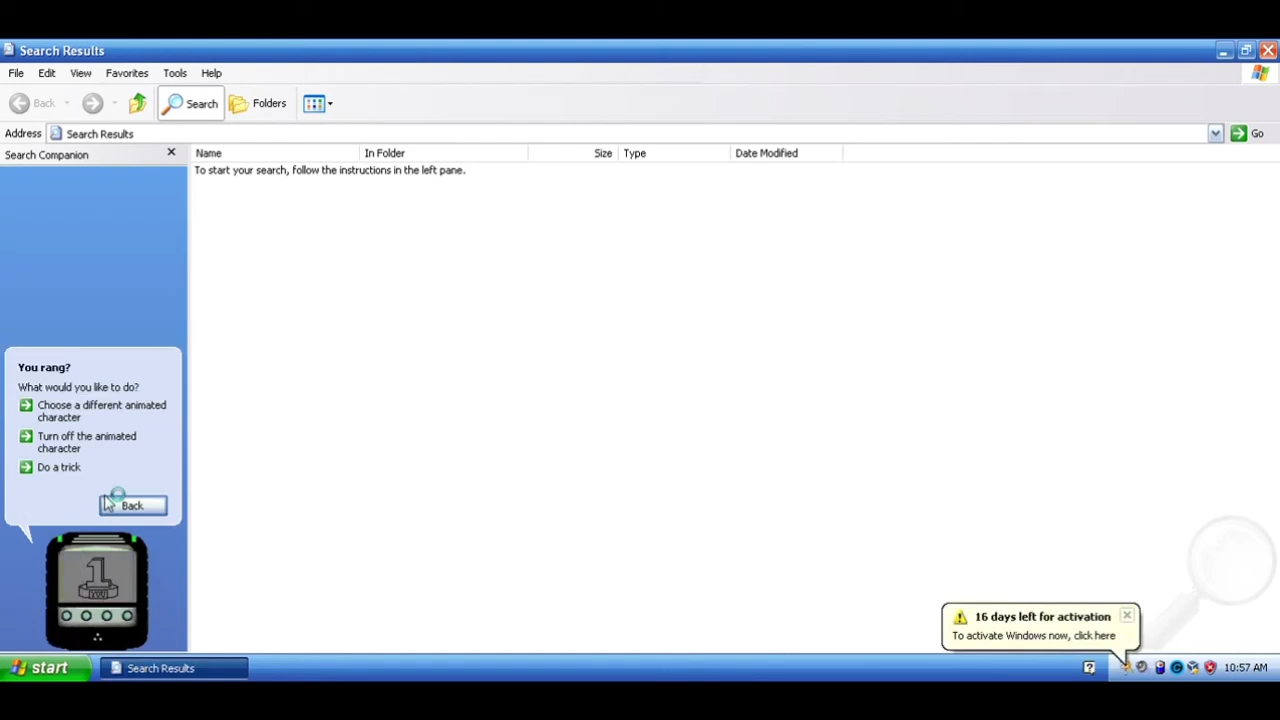 Search Results
File Edit View Favorites Tools Help
Back Search Folders
Address Search Results Go
Search Companion
Name In Folder Size Type Date Modified
To start your search, follow the instructions in the left pane.
You rang?
What would you like to do?
Choose a different animated
character
Turn off the animated
character
Do a trick
Back
1
16 days left for activation
To activate Windows now, click here
start Search Results ? 10:57 AM